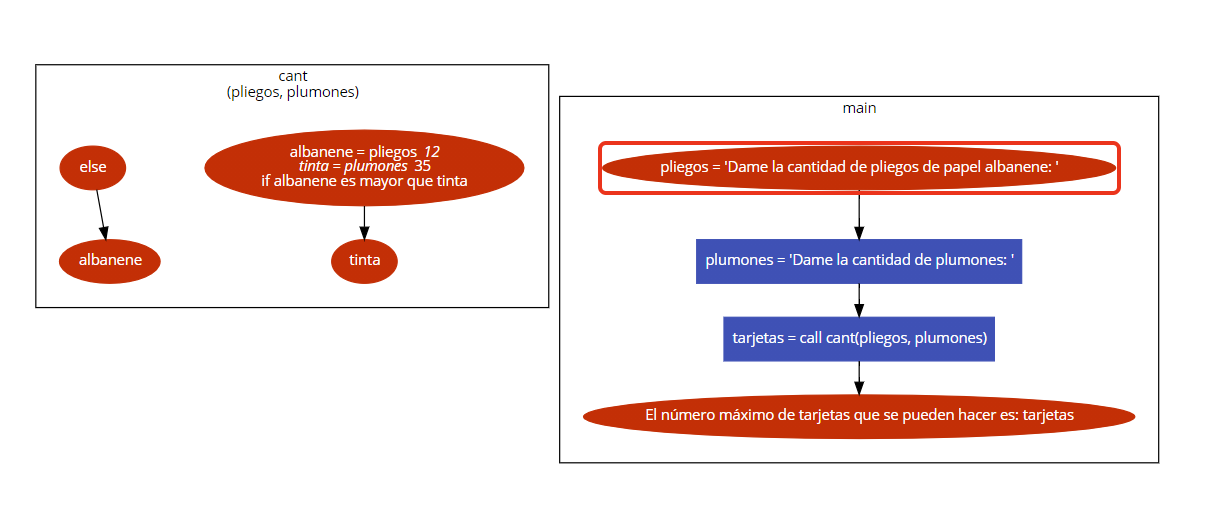 cant
(pliegos, plumones)
else
albanene = pliegos 12
tinta = plumones 35
if albanene es mayor que tinta
albanene
tinta
main
pliegos = 'Dame la cantidad de pliegos de papel albanene: '
plumones = 'Dame la cantidad de plumones: '
tarjetas = call cant(pliegos, plumones)
El número máximo de tarjetas que se pueden hacer es: tarjetas